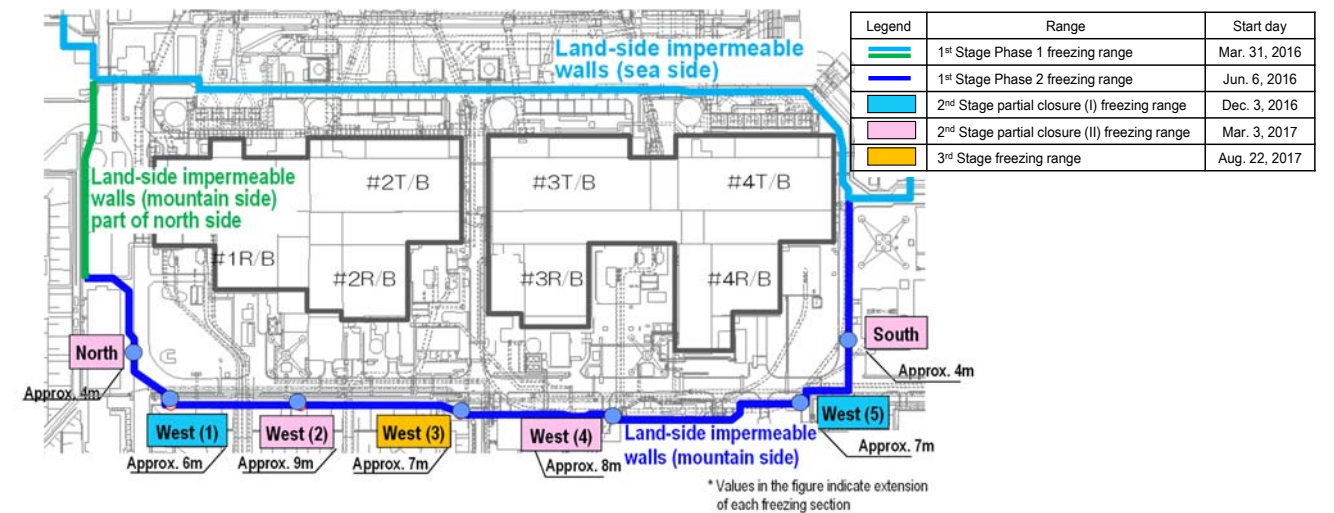 Land-side impermeable
walls (sea side)
Legend Range Start day
1st Stage Phase 1 freezing range Mar. 31, 2016
1st Stage Phase 2 freezing range Jun. 6, 2016
2nd Stage partial closure (I) freezing range Dec. 3, 2016
2nd Stage partial closure (II) freezing range Mar. 3, 2017
3rd Stage freezing range Aug. 22, 2017
Land-side impermeable
walls (mountain side)
part of north side
#2T/B
#3T/B
#4T/B
#1R/B
#2R/B
#3R/B
#4R/B
North
Approx. 4m
South
Approx. 4m
West (1)
Approx. 6m
West (2)
Approx. 9m
West (3)
Approx. 7m
West (4)
Approx. 8m
Land-side impermeable
walls (mountain side)
West (5)
Approx. 7m
* Values in the figure indicate extension
of each freezing section